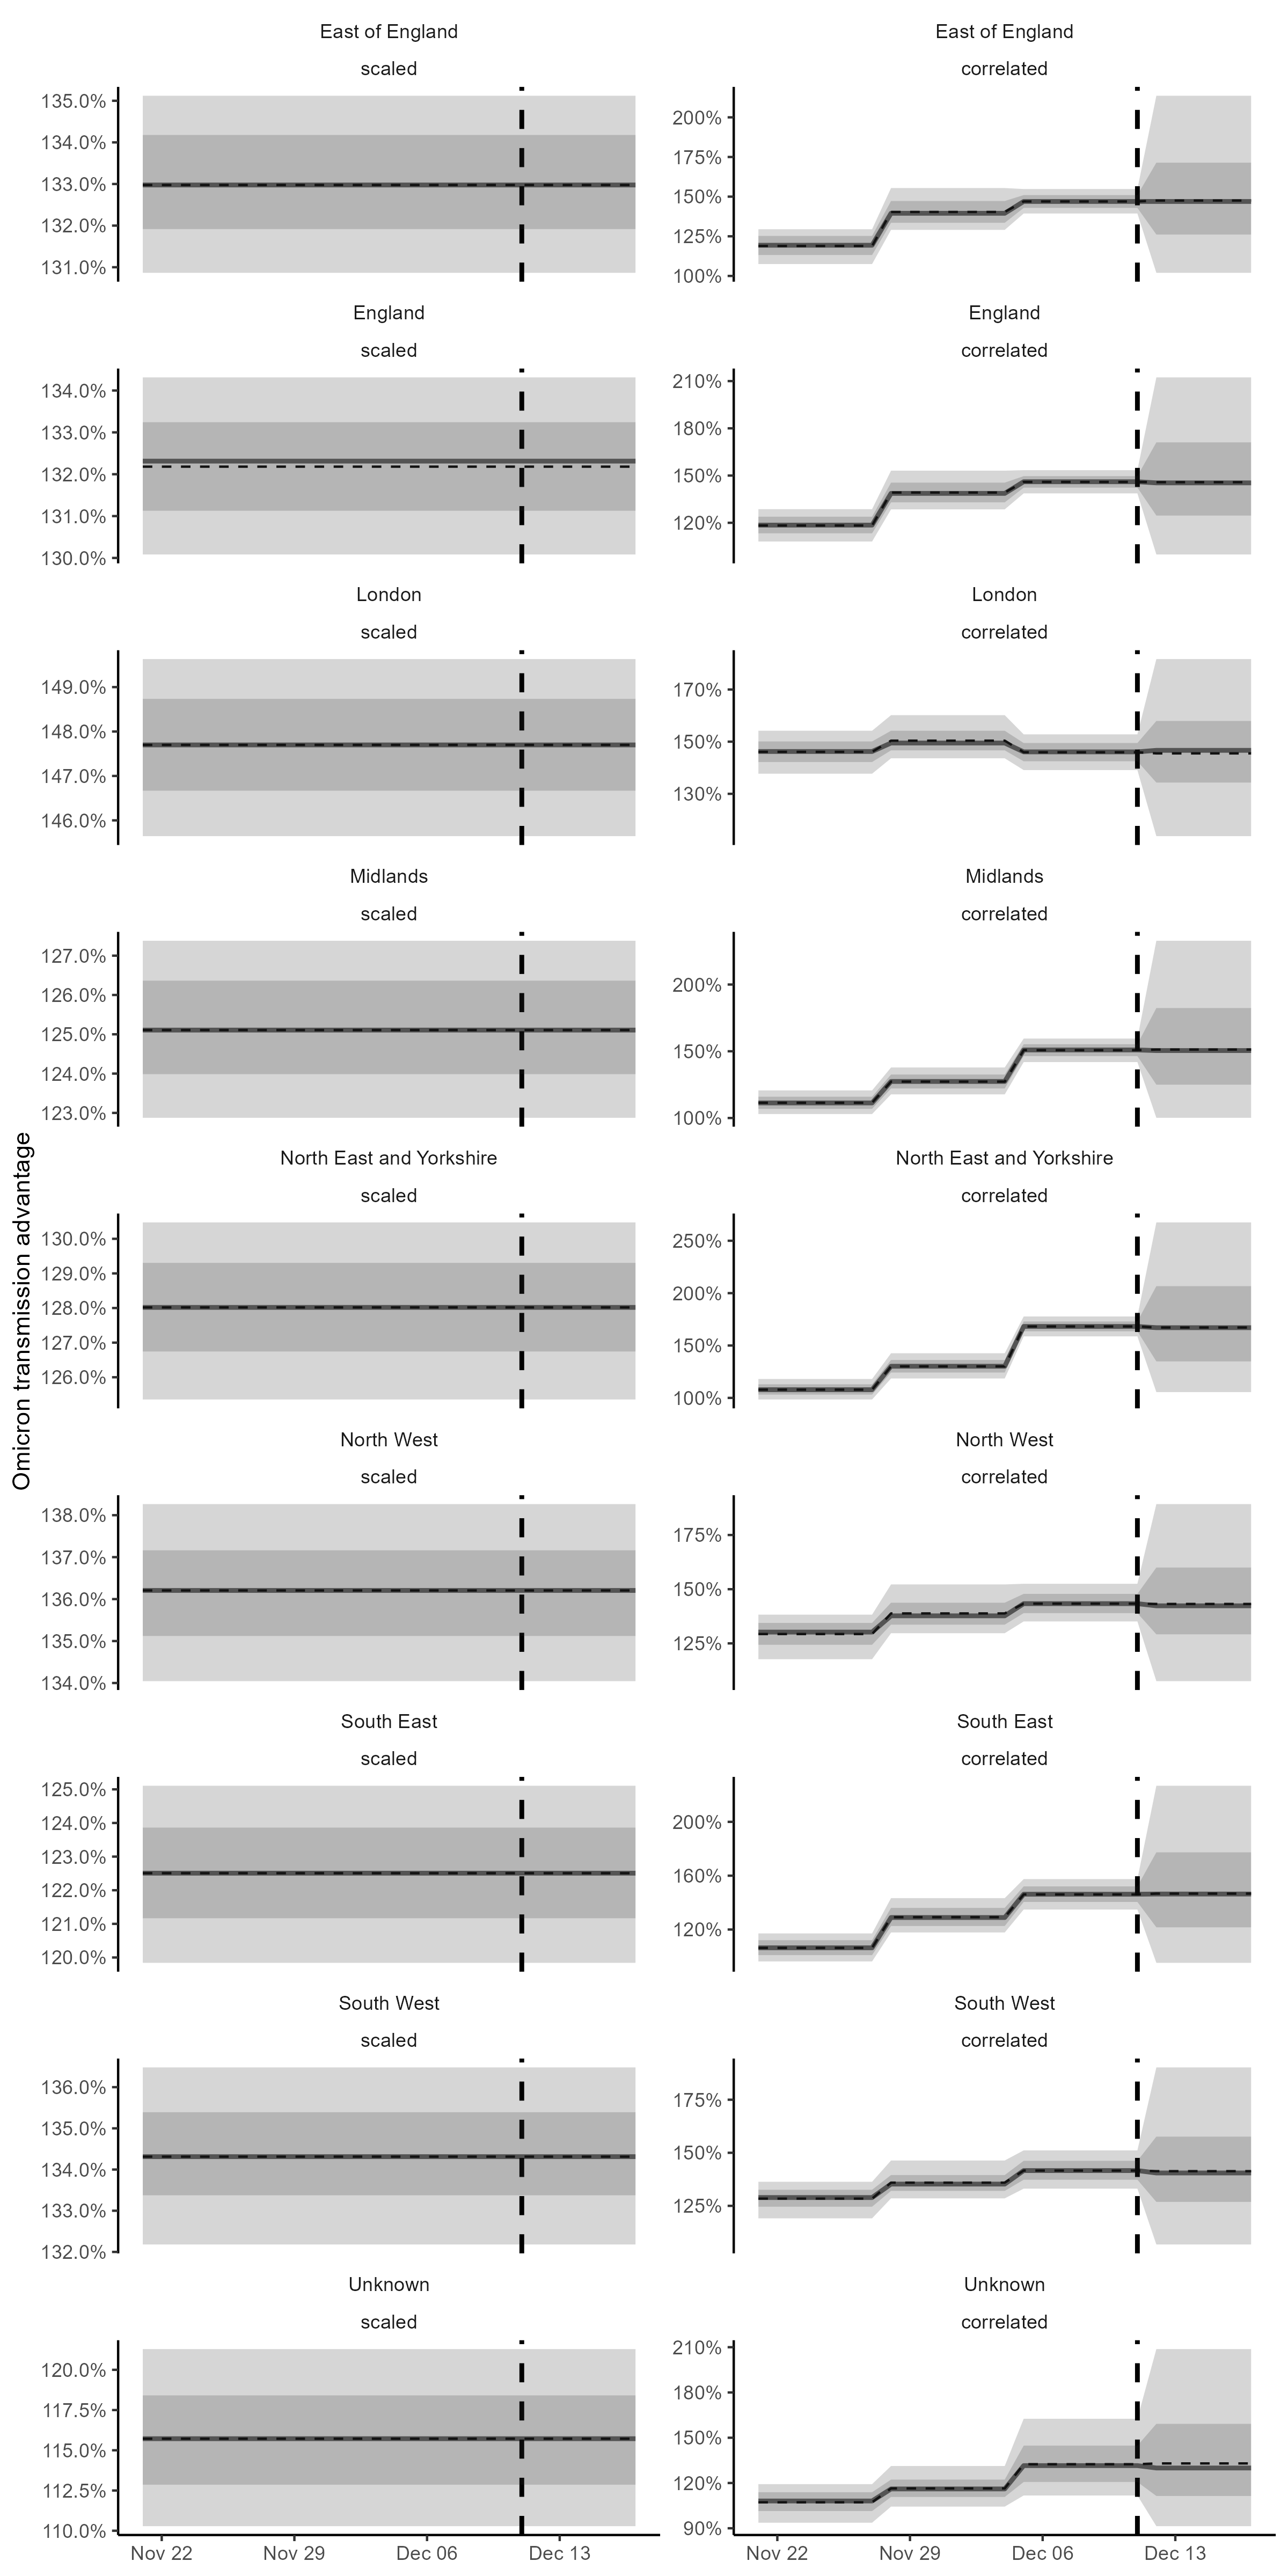 Omicron transmission advantage
East of England
scaled
135.0%
134.0%
133.0%
132.0%
131.0%
East of England
correlated
200%
175%
150%
125%
100%
England
scaled
134.0%
133.0%
132.0%
131.0%
130.0%
England
correlated
210%
180%
150%
120%
London
scaled
149.0%
148.0%
147.0%
146.0%
London
correlated
170%
150%
130%
Midlands
scaled
127.0%
126.0%
125.0%
124.0%
123.0%
Midlands
correlated
200%
150%
100%
North East and Yorkshire
scaled
130.0%
129.0%
128.0%
127.0%
126.0%
North East and Yorkshire
correlated
250%
200%
150%
100%
North West
scaled
138.0%
137.0%
136.0%
135.0%
134.0%
North West
correlated
175%
150%
125%
South East
scaled
125.0%
124.0%
123.0%
122.0%
121.0%
120.0%
South East
correlated
200%
160%
120%
South West
scaled
136.0%
135.0%
134.0%
133.0%
132.0%
South West
correlated
175%
150%
125%
Unknown
scaled
120.0%
117.5%
115.0%
112.5%
110.0%
Nov 22 Nov 29 Dec 06 Dec 13
Unknown
correlated
210%
180%
150%
120%
90%
Nov 22 Nov 29 Dec 06 Dec 13